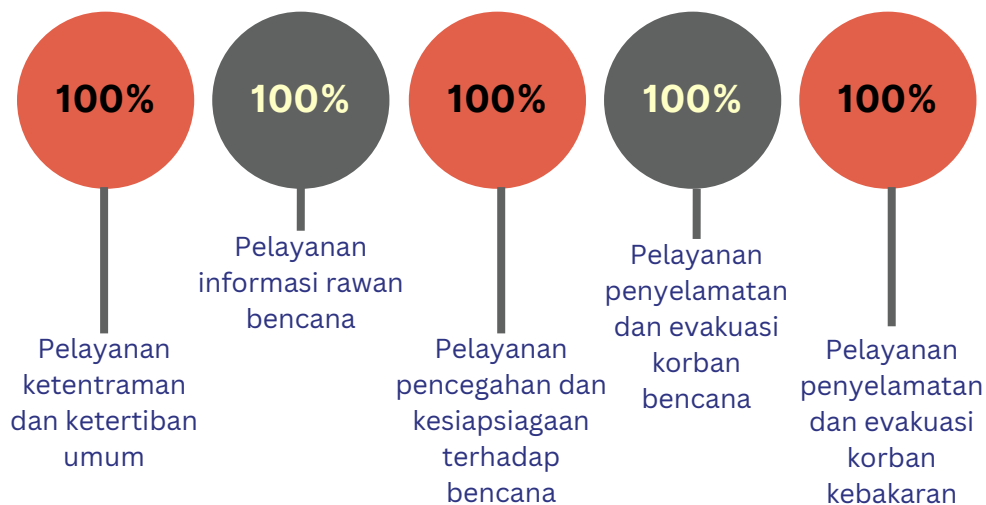 100%
Pelayanan
ketentraman
dan ketertiban
umum
100%
Pelayanan
informasi rawan
bencana
100%
Pelayanan
pencegahan dan
kesiapsiagaan
terhadap
bencana
100%
Pelayanan
penyelamatan
dan evakuasi
korban
bencana
100%
Pelayanan
penyelamatan
dan evakuasi
korban
kebakaran